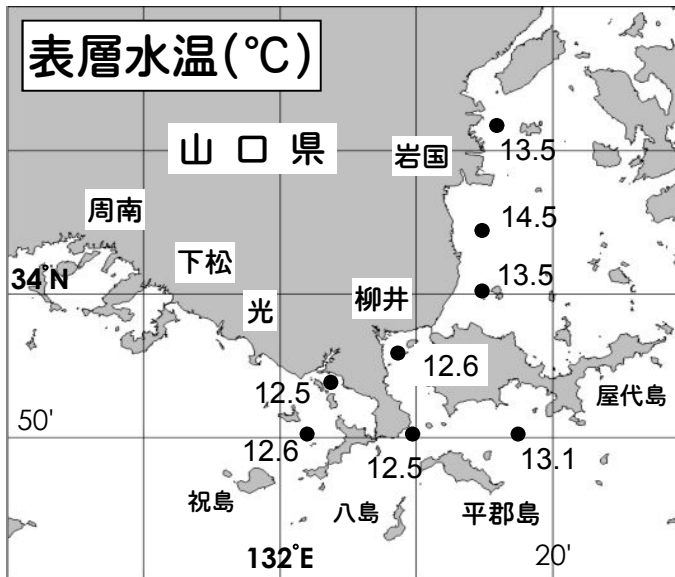 表層水温(℃)
山口県
岩国
13.5
周南
14.5
下松
34°N
13.5
光
柳井
12.6
12.5
屋代島
50'
12.6
12.5
13.1
祝島
八島
平郡島
132°E
20'